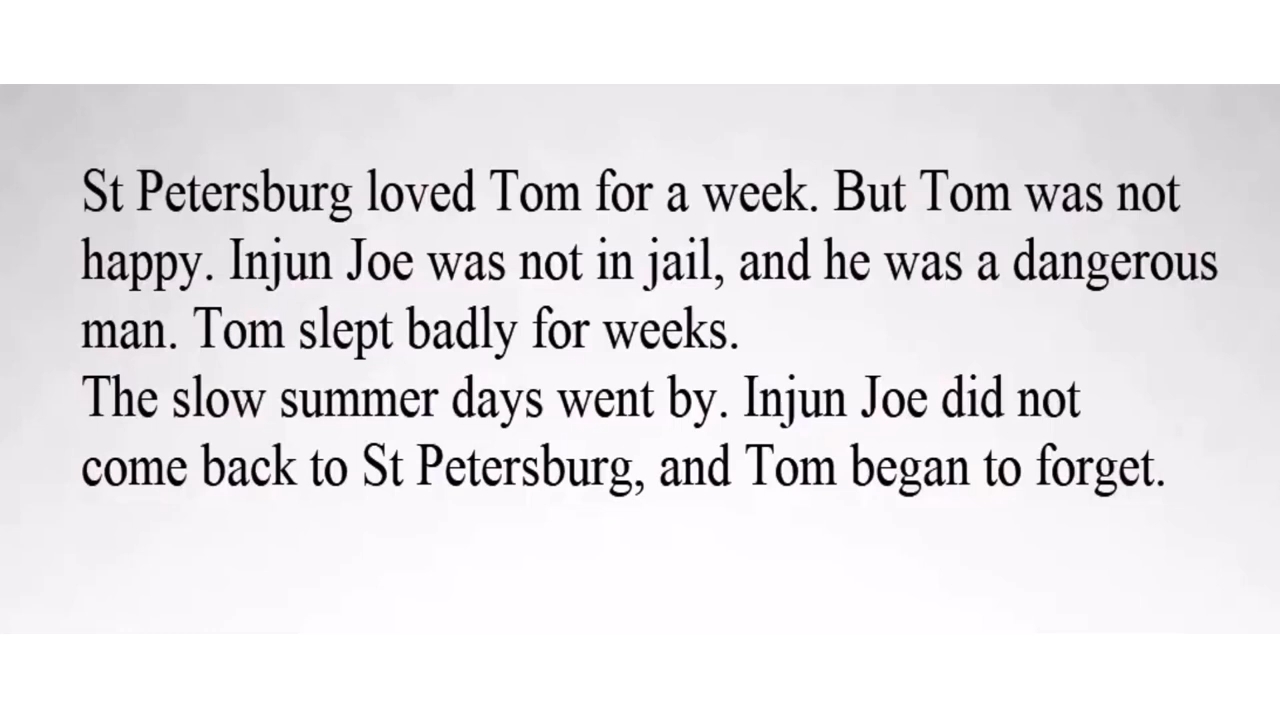 St Petersburg loved Tom for a week. But Tom was not
happy. Injun Joe was not in jail, and he was a dangerous
man. Tom slept badly for weeks.
The slow summer days went by. Injun Joe did not
come back to St Petersburg, and Tom began to forget.